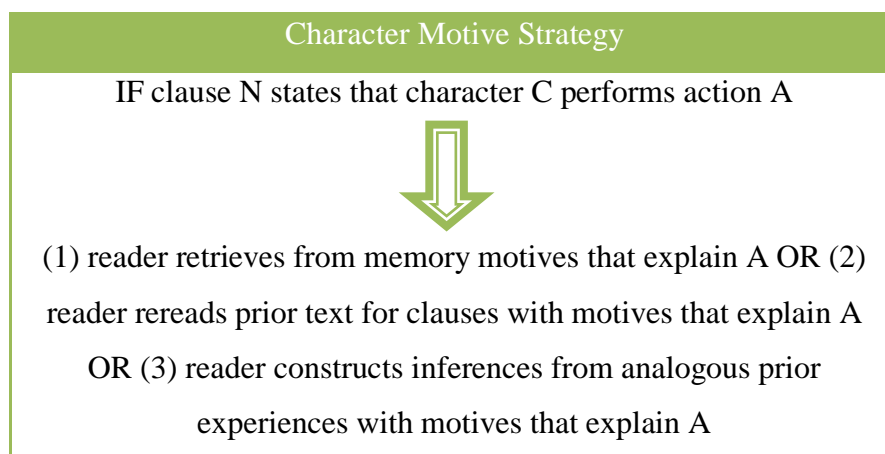 Character Motive Strategy
IF clause N states that character C performs action A
(1) reader retrieves from memory motives that explain A OR (2)
reader rereads prior text for clauses with motives that explain A
OR (3) reader constructs inferences from analogous prior
experiences with motives that explain A